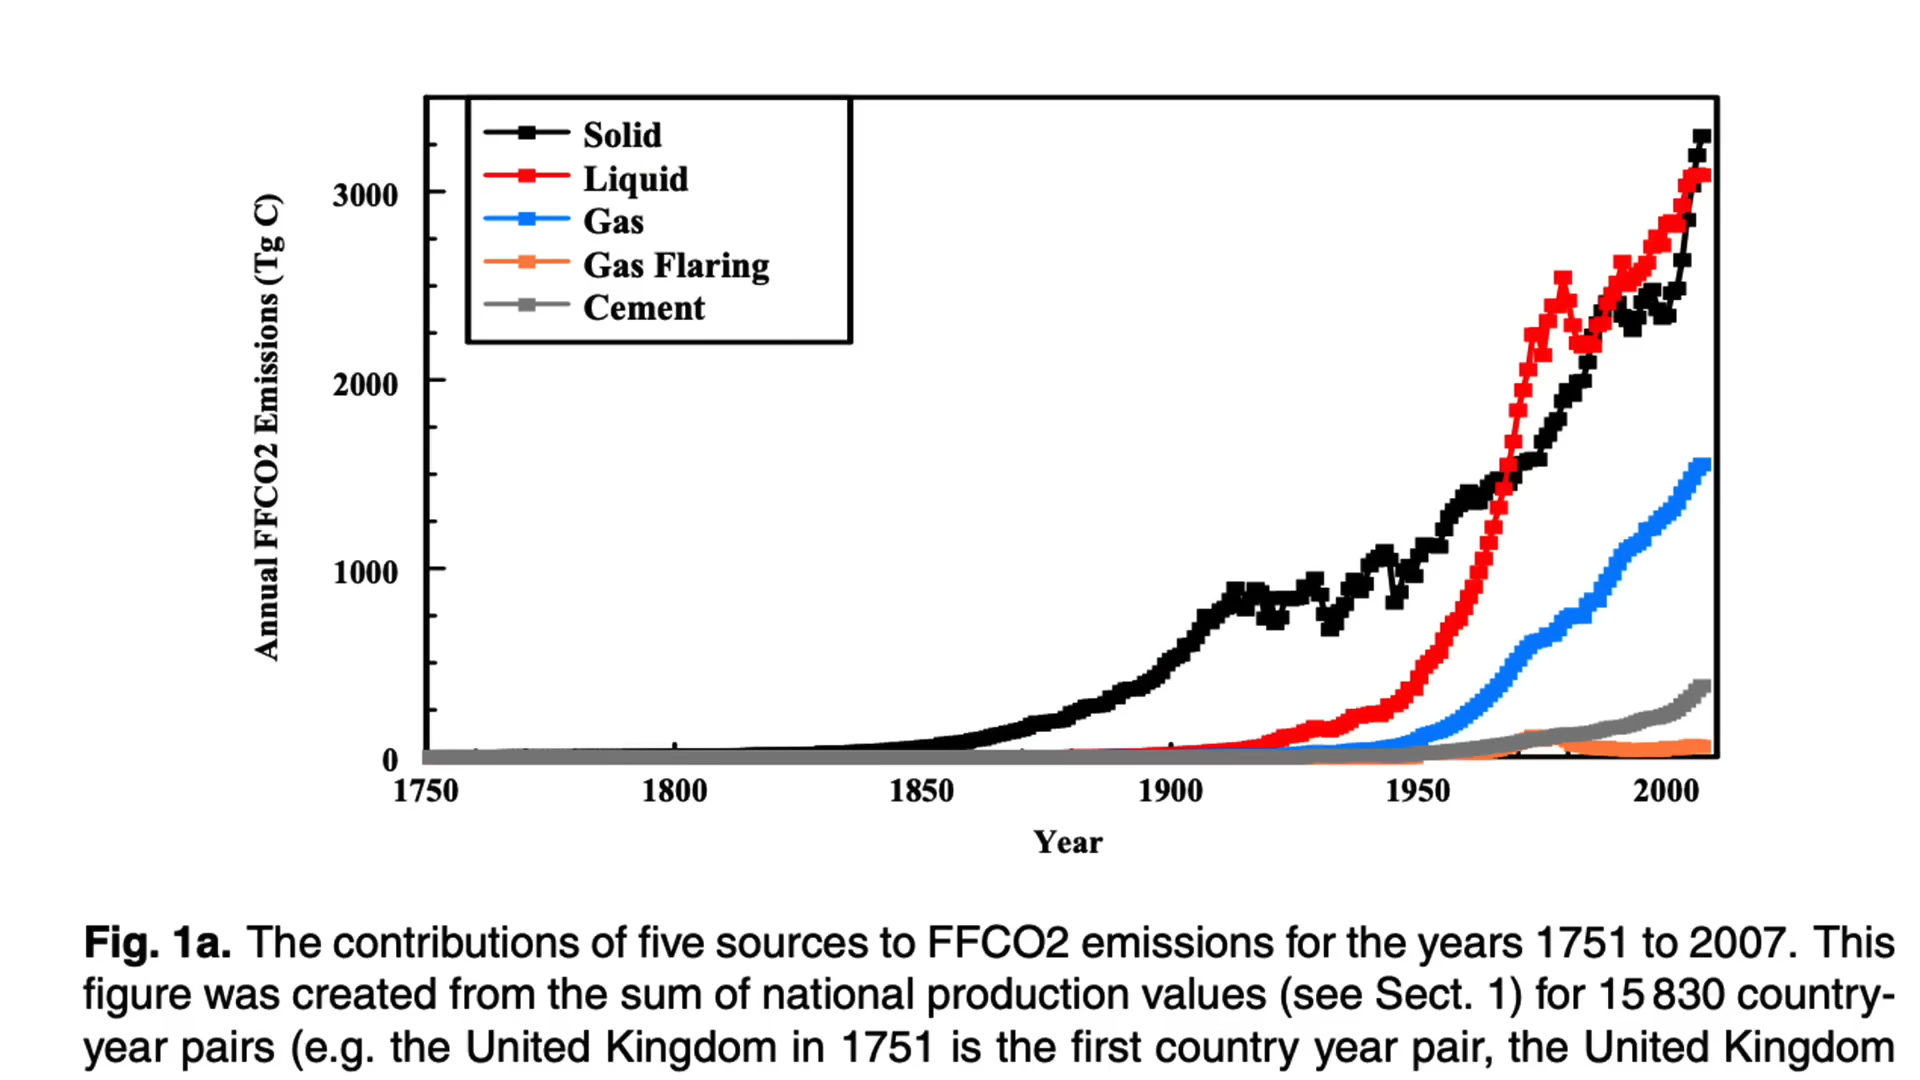 Solid
Liquid
Gas
Gas Flaring
Cement
Annual FFCO2 Emissions (Tg C)
3000
2000
1000
0
1750 1800 1850 1900 1950 2000
Year
Fig. 1a. The contributions of five sources to FFCO2 emissions for the years 1751 to 2007. This
figure was created from the sum of national production values (see Sect. 1) for 15 830 country-
year pairs (e.g. the United Kingdom in 1751 is the first country year pair, the United Kingdom